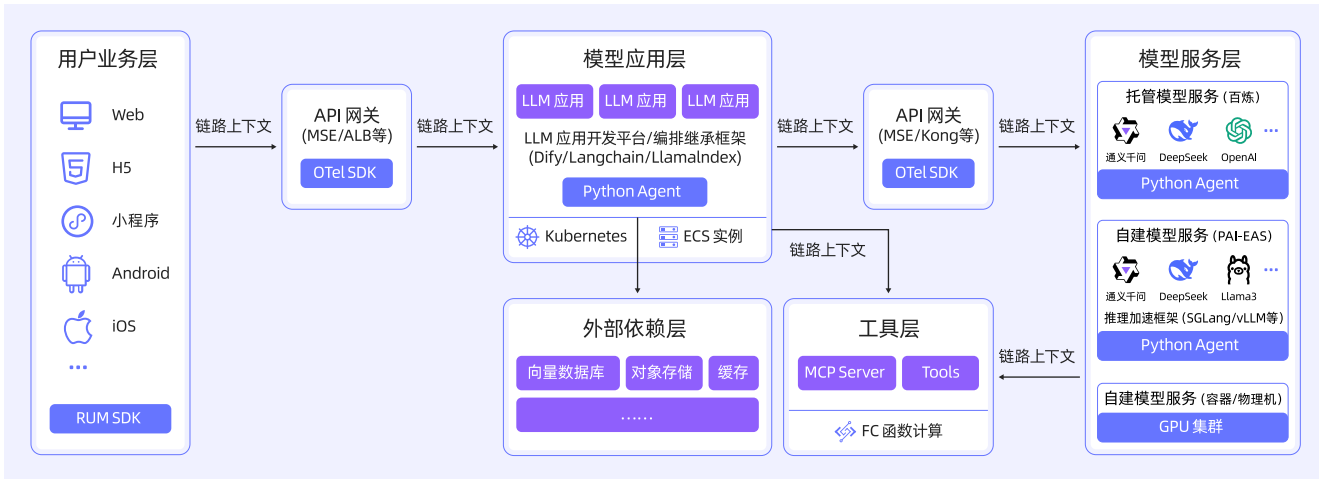 用户业务层
Web
H5
小程序
Android
iOS
...
RUM SDK
链路上下文
API 网关
(MSE/ALB等)
OTel SDK
链路上下文
模型应用层
LLM 应用
LLM 应用
LLM 应用
LLM 应用开发平台/编排继承框架
(Dify/Langchain/LlamaIndex)
Python Agent
Kubernetes
ECS 实例
链路上下文
API 网关
(MSE/Kong等)
OTel SDK
链路上下文
链路上下文
外部依赖层
向量数据库
对象存储
缓存
......
工具层
MCP Server
Tools
FC 函数计算
链路上下文
模型服务层
托管模型服务 (百炼)
通义千问
DeepSeek
OpenAI
...
Python Agent
自建模型服务 (PAI-EAS)
通义千问
DeepSeek
Llama3
...
推理加速框架 (SGLang/vLLM等)
Python Agent
自建模型服务 (容器/物理机)
GPU 集群